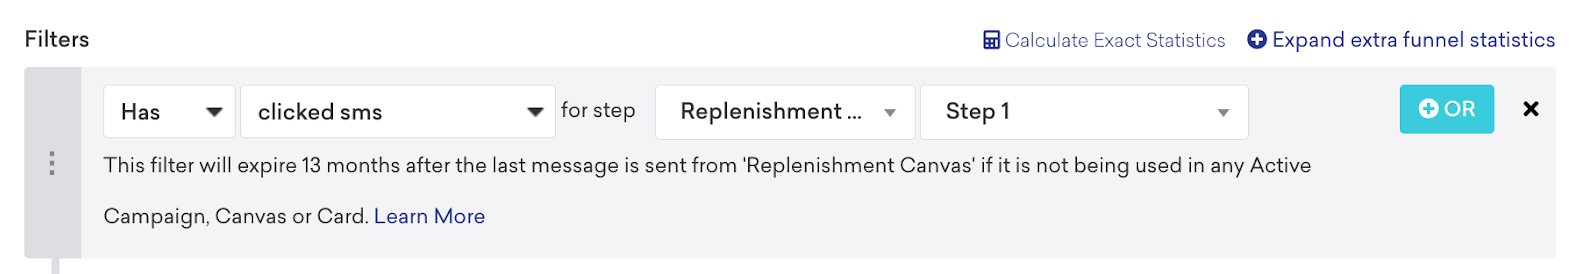 Filters
Calculate Exact Statistics Expand extra funnel statistics
Has clicked sms for step Replenishment ... Step 1 OR
This filter will expire 13 months after the last message is sent from 'Replenishment Canvas' if it is not being used in any Active
Campaign, Canvas or Card. Learn More